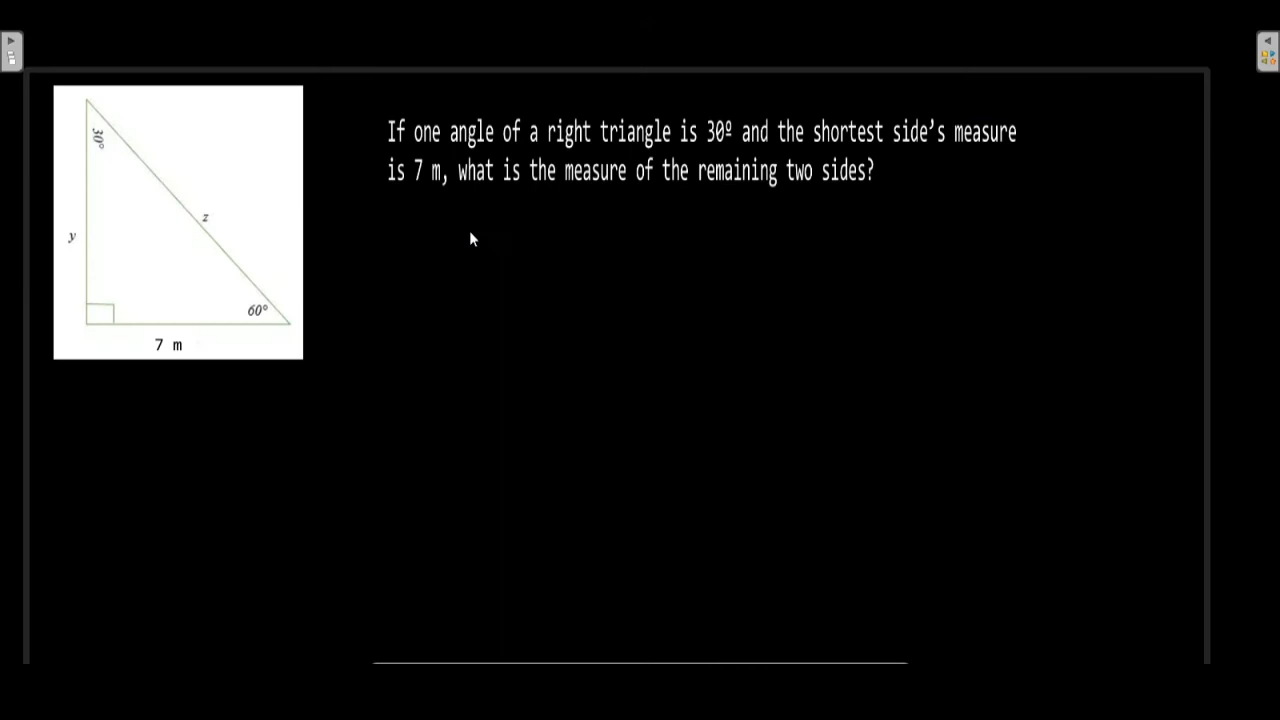 30°
If one angle of a right triangle is 30º and the shortest side’s measure
is 7 m, what is the measure of the remaining two sides?
z
y
60°
7 m